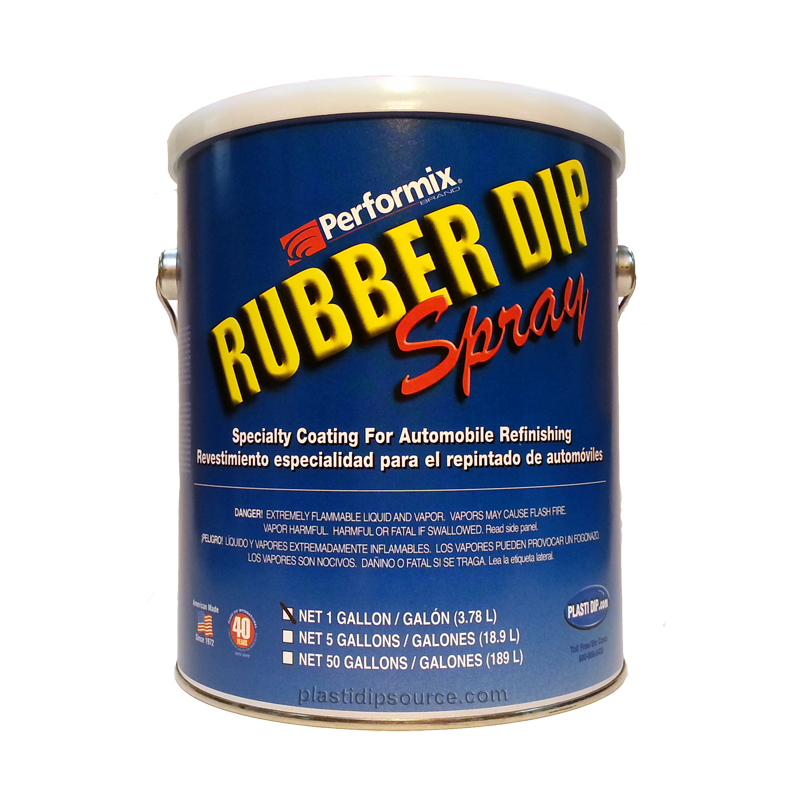 Performix®
BRAND
RUBBER DIP
Spray
Specialty Coating For Automobile Refinishing
Revestimiento especialidad para el repintado de automóviles
DANGER! EXTREMELY FLAMMABLE LIQUID AND VAPOR. VAPORS MAY CAUSE FLASH FIRE.
VAPOR HARMFUL. HARMFUL OR FATAL IF SWALLOWED. Read side panel.
¡PELIGRO! LÍQUIDO Y VAPORES EXTREMADAMENTE INFLAMABLES. LOS VAPORES PUEDEN PROVOCAR UN FOGONAZO.
LOS VAPORES SON NOCIVOS. DAÑINO O FATAL SI SE TRAGA. Lea la etiqueta lateral.
American Made
Since 1972
40
YEARS
NET 1 GALLON / GALÓN (3.78 L)
NET 5 GALLONS / GALONES (18.9 L)
NET 50 GALLONS / GALONES (189 L)
PLASTI DIP.com
Toll Free/
plastidipsource.com